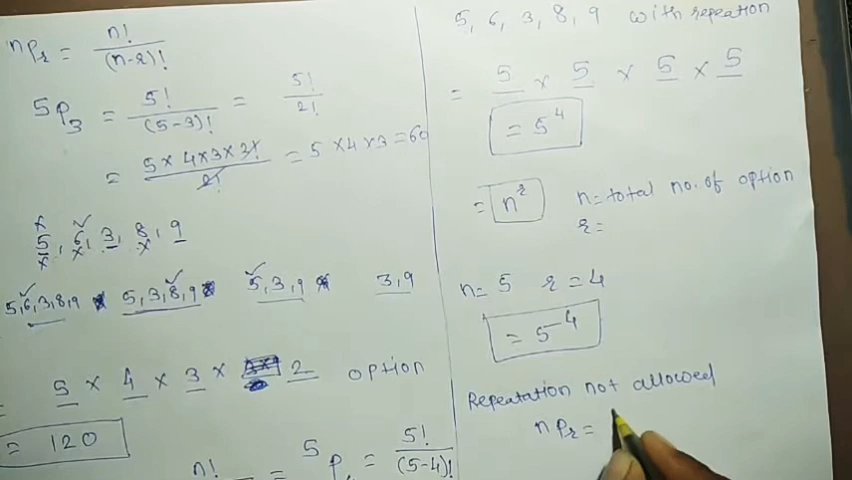 nPr = n! / (n-r)!
5P3 = 5! / (5-3)! = 5! / 2!
= 5 × 4 × 3 × 2! / 2! = 5 × 4 × 3 = 60
5, 6, 3, 8, 9
5,6,3,8,9 5,3,8,9 5,3,9 3,9
5 × 4 × 3 × 2 option
= 120
n! = 5P = 5! / (5-4)!
5, 6, 3, 8, 9 with repeation
= 5 × 5 × 5 × 5
= 5^4
= n^r n= total no. of option
r=
n= 5 r = 4
= 5^4
Repeatation not allowed
nPr =